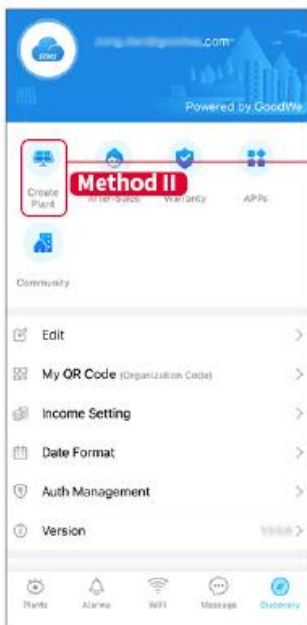 SEMS
.com
Powered by GoodWe
Create
Plant
Method II
After-Sales
Warranty
APPs
Community
Edit
My QR Code (Organization Code)
Income Setting
Date Format
Auth Management
Version
Plants
Alarms
WiFi
Message
Discovery